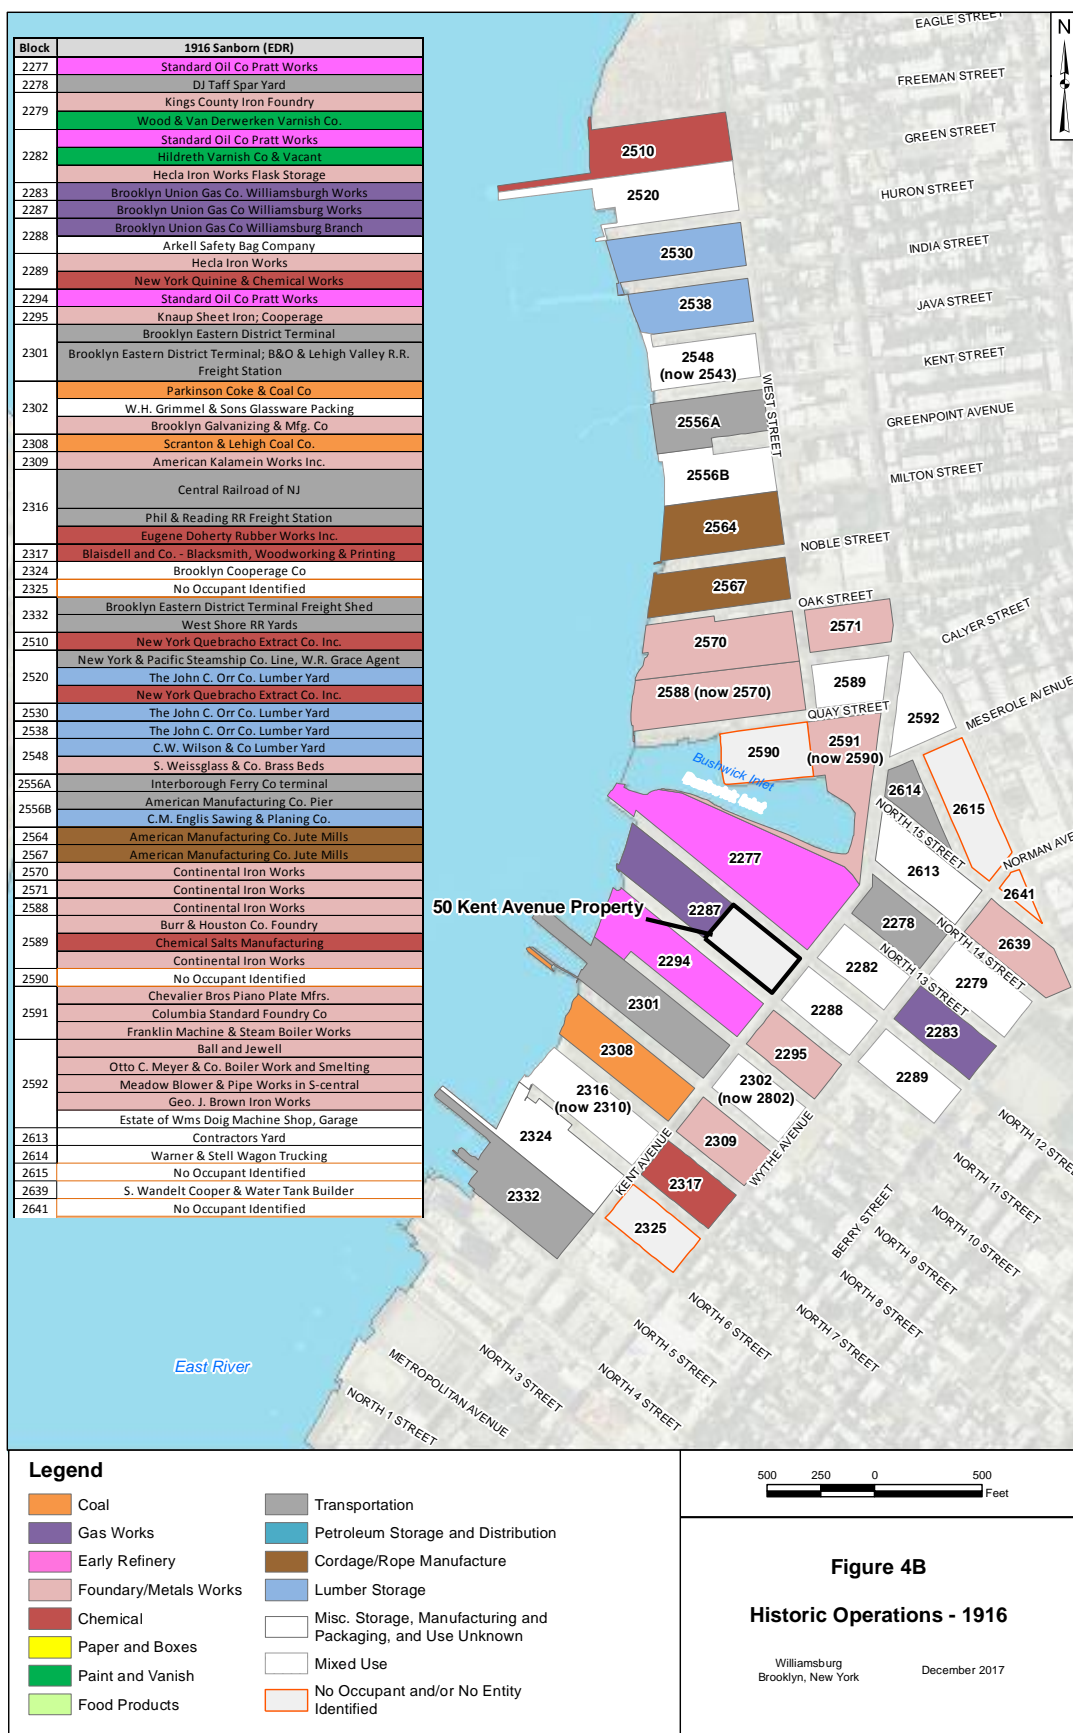 Block 1916 Sanborn (EDR)
2277 Standard Oil Co Pratt Works
2278 DJ Taff Spar Yard
2279 Kings County Iron Foundry
Wood & Van Derwerken Varnish Co.
2282 Standard Oil Co Pratt Works
Hildreth Varnish Co & Vacant
Hecla Iron Works Flask Storage
2283 Brooklyn Union Gas Co. Williamsburgh Works
2287 Brooklyn Union Gas Co Williamsburg Works
2288 Brooklyn Union Gas Co Williamsburg Branch
Arkell Safety Bag Company
2289 Hecla Iron Works
New York Quinine & Chemical Works
2294 Standard Oil Co Pratt Works
2295 Knaup Sheet Iron; Cooperage
2301 Brooklyn Eastern District Terminal
Brooklyn Eastern District Terminal; B&O & Lehigh Valley R.R.
Freight Station
2302 Parkinson Coke & Coal Co
W.H. Grimmel & Sons Glassware Packing
Brooklyn Galvanizing & Mfg. Co
2308 Scranton & Lehigh Coal Co.
2309 American Kalamein Works Inc.
2316 Central Railroad of NJ
Phil & Reading RR Freight Station
Eugene Doherty Rubber Works Inc.
2317 Blaisdell and Co. - Blacksmith, Woodworking & Printing
2324 Brooklyn Cooperage Co
2325 No Occupant Identified
2332 Brooklyn Eastern District Terminal Freight Shed
West Shore RR Yards
2510 New York Quebracho Extract Co. Inc.
2520 New York & Pacific Steamship Co. Line, W.R. Grace Agent
The John C. Orr Co. Lumber Yard
New York Quebracho Extract Co. Inc.
2530 The John C. Orr Co. Lumber Yard
2538 The John C. Orr Co. Lumber Yard
2548 C.W. Wilson & Co Lumber Yard
S. Weissglass & Co. Brass Beds
2556A Interborough Ferry Co terminal
2556B American Manufacturing Co. Pier
C.M. Englis Sawing & Planing Co.
2564 American Manufacturing Co. Jute Mills
2567 American Manufacturing Co. Jute Mills
2570 Continental Iron Works
2571 Continental Iron Works
2588 Continental Iron Works
2589 Burr & Houston Co. Foundry
Chemical Salts Manufacturing
Continental Iron Works
2590 No Occupant Identified
2591 Chevalier Bros Piano Plate Mfrs.
Columbia Standard Foundry Co
Franklin Machine & Steam Boiler Works
2592 Ball and Jewell
Otto C. Meyer & Co. Boiler Work and Smelting
Meadow Blower & Pipe Works in S-central
Geo. J. Brown Iron Works
Estate of Wms Doig Machine Shop, Garage
2613 Contractors Yard
2614 Warner & Stell Wagon Trucking
2615 No Occupant Identified
2639 S. Wandelt Cooper & Water Tank Builder
2641 No Occupant Identified
N
EAGLE STREET
FREEMAN STREET
GREEN STREET
HURON STREET
INDIA STREET
JAVA STREET
KENT STREET
GREENPOINT AVENUE
MILTON STREET
NOBLE STREET
OAK STREET
CALYER STREET
MESEROLE AVENUE
QUAY STREET
WEST STREET
NORMAN AVE
NORTH 15 STREET
NORTH 14 STREET
NORTH 13 STREET
NORTH 12 STREE
NORTH 11 STREET
NORTH 10 STREET
NORTH 9 STREET
NORTH 8 STREET
NORTH 7 STREET
NORTH 6 STREET
NORTH 5 STREET
NORTH 4 STREET
NORTH 3 STREET
METROPOLITAN AVENUE
NORTH 1 STREET
KENT AVENUE
WYTHE AVENUE
BERRY STREET
2510
2520
2530
2538
2548
(now 2543)
2556A
2556B
2564
2567
2570
2571
2588 (now 2570)
2589
2592
2590
2591
(now 2590)
Bushwick Inlet
2614
2615
2613
2641
2277
2287
50 Kent Avenue Property
2278
2639
2294
2282
2279
2301
2288
2283
2308
2295
2289
2316
(now 2310)
2302
(now 2802)
2324
2309
2332
2317
2325
East River
Legend
Coal
Gas Works
Early Refinery
Foundary/Metals Works
Chemical
Paper and Boxes
Paint and Vanish
Food Products
Transportation
Petroleum Storage and Distribution
Cordage/Rope Manufacture
Lumber Storage
Misc. Storage, Manufacturing and
Packaging, and Use Unknown
Mixed Use
No Occupant and/or No Entity
Identified
500 250 0 500
Feet
Figure 4B
Historic Operations - 1916
Williamsburg
Brooklyn, New York
December 2017